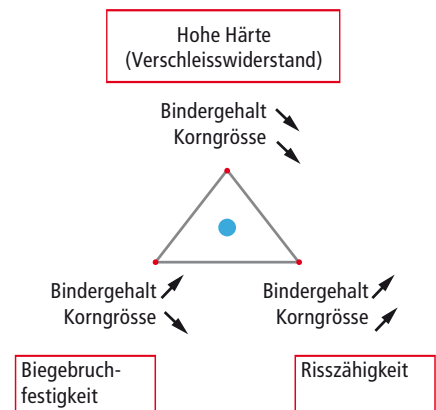 Hohe Härte
(Verschleisswiderstand)
Bindergehalt
Korngrösse
Bindergehalt
Korngrösse
Bindergehalt
Korngrösse
Biegebruch-
festigkeit
Risszähigkeit